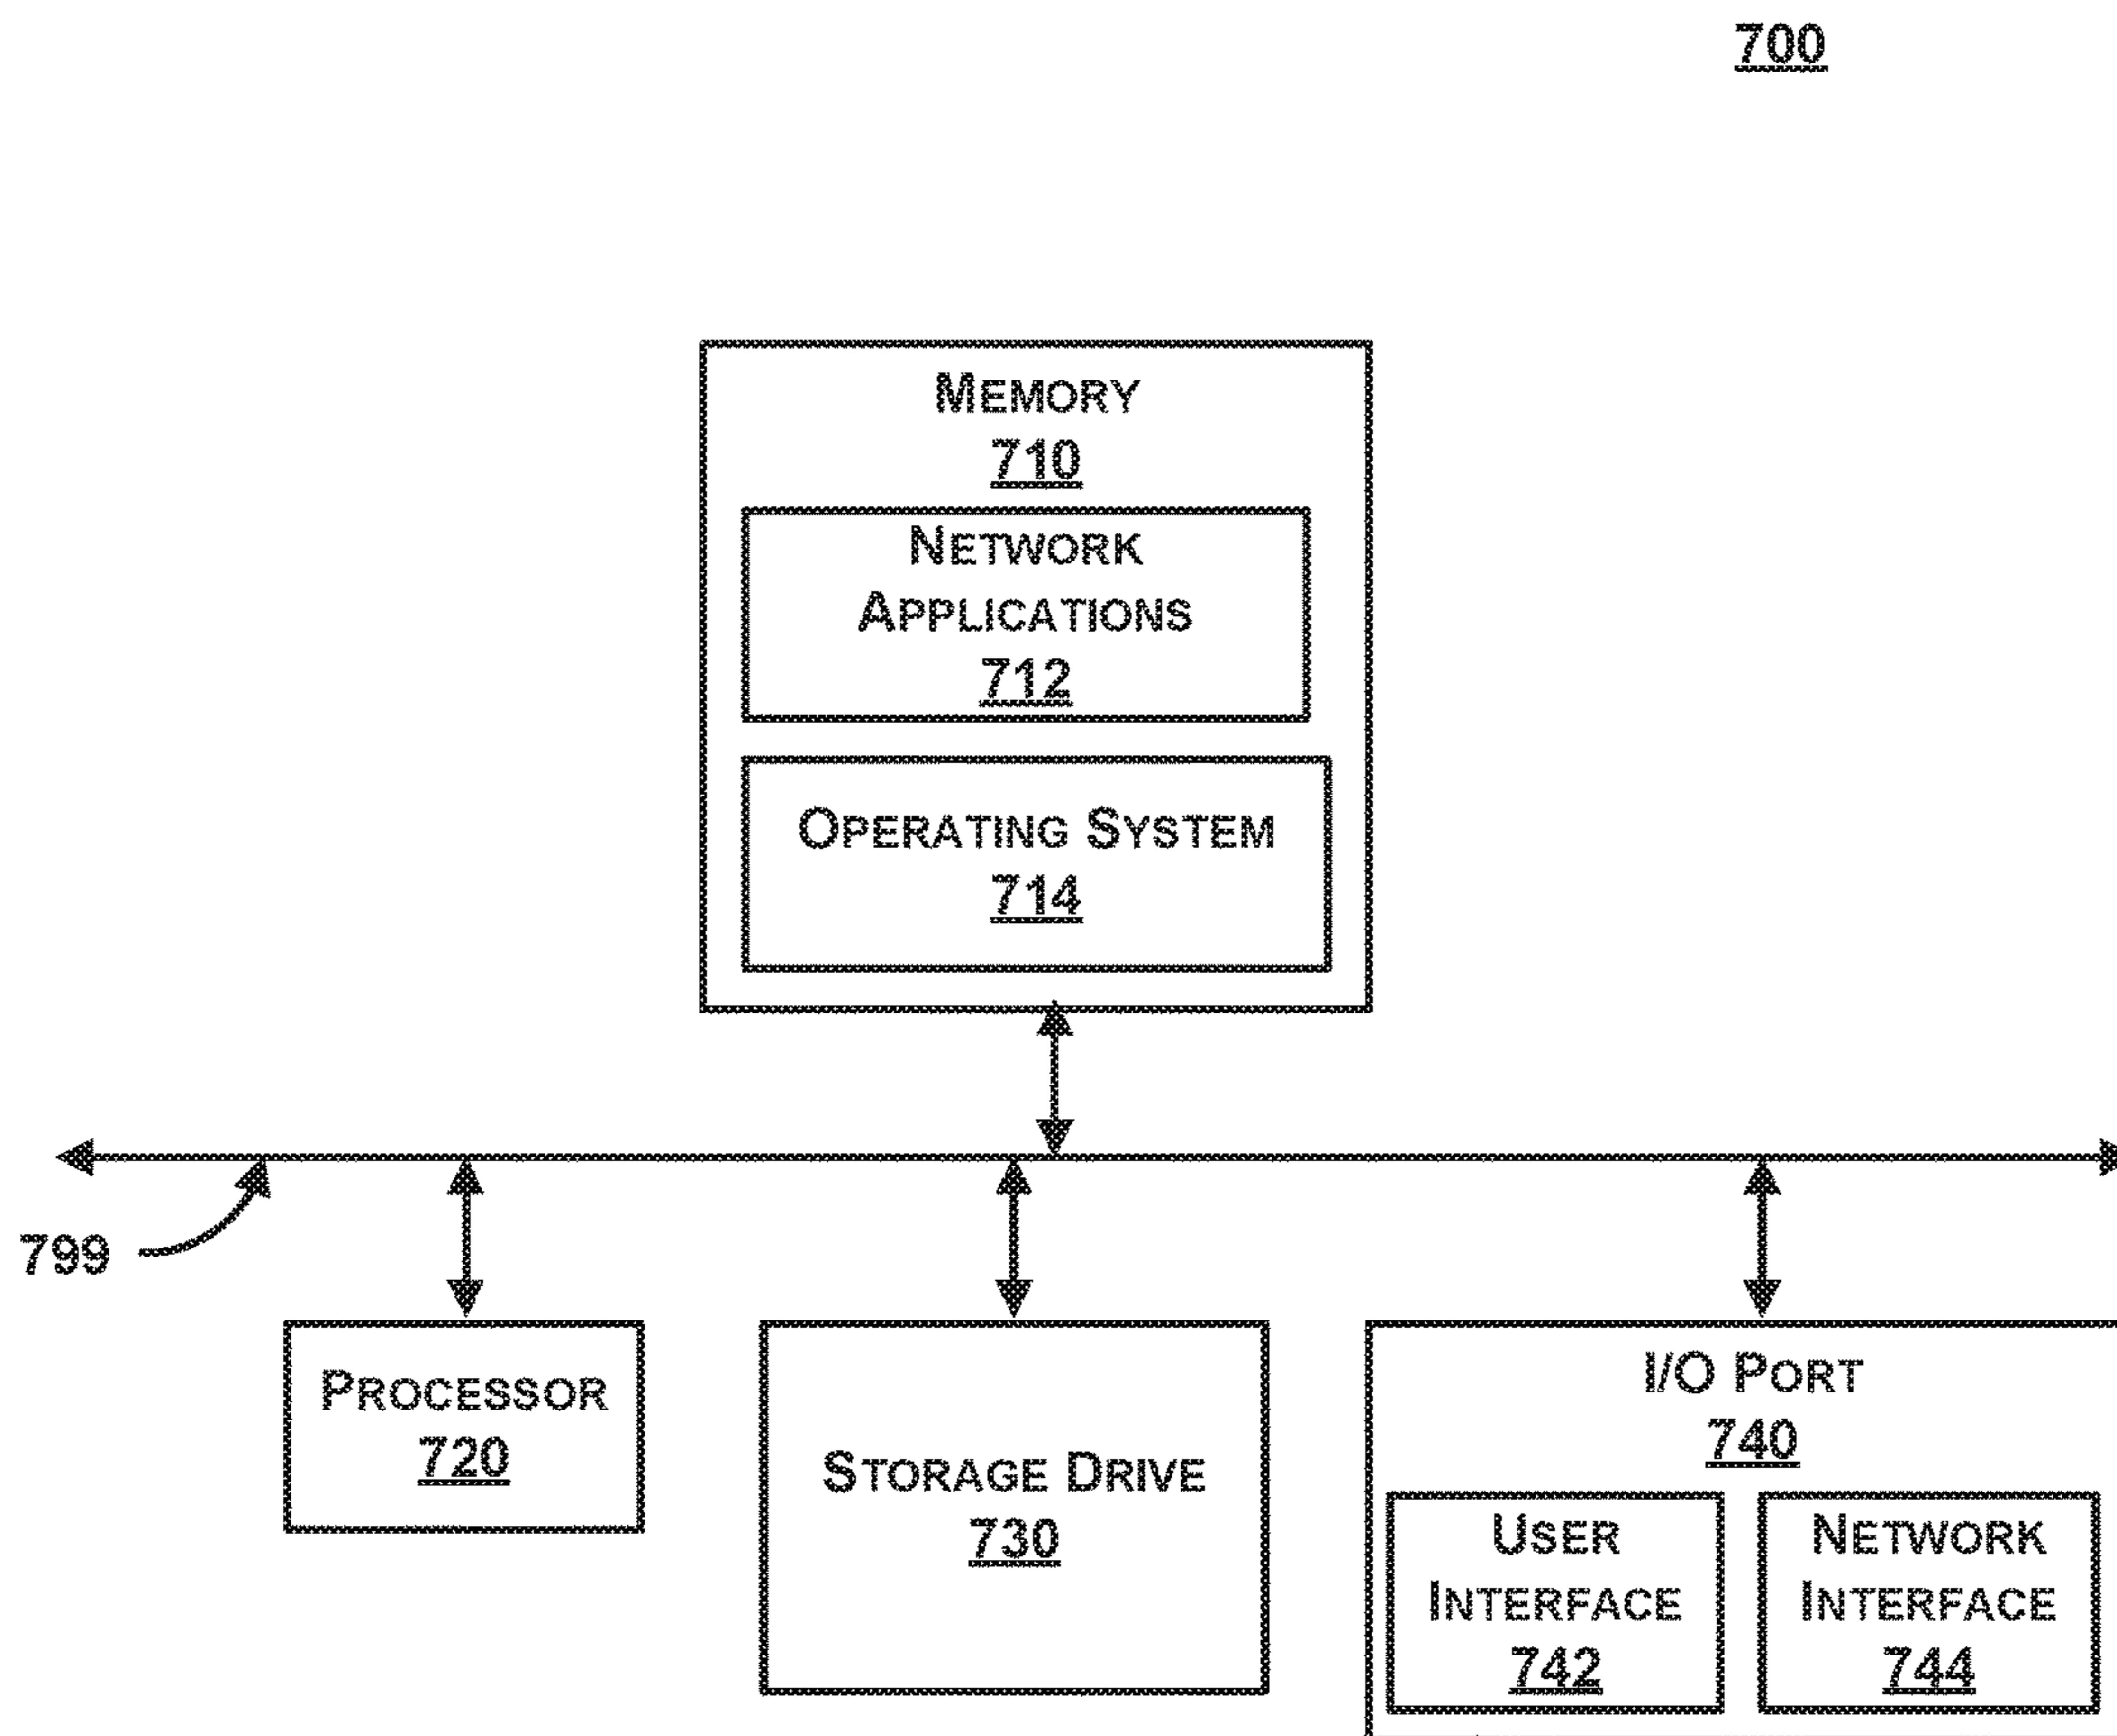 700
MEMORY
710
NETWORK
APPLICATIONS
712
OPERATING SYSTEM
714
799
PROCESSOR
720
STORAGE DRIVE
730
I/O PORT
740
USER
INTERFACE
742
NETWORK
INTERFACE
744